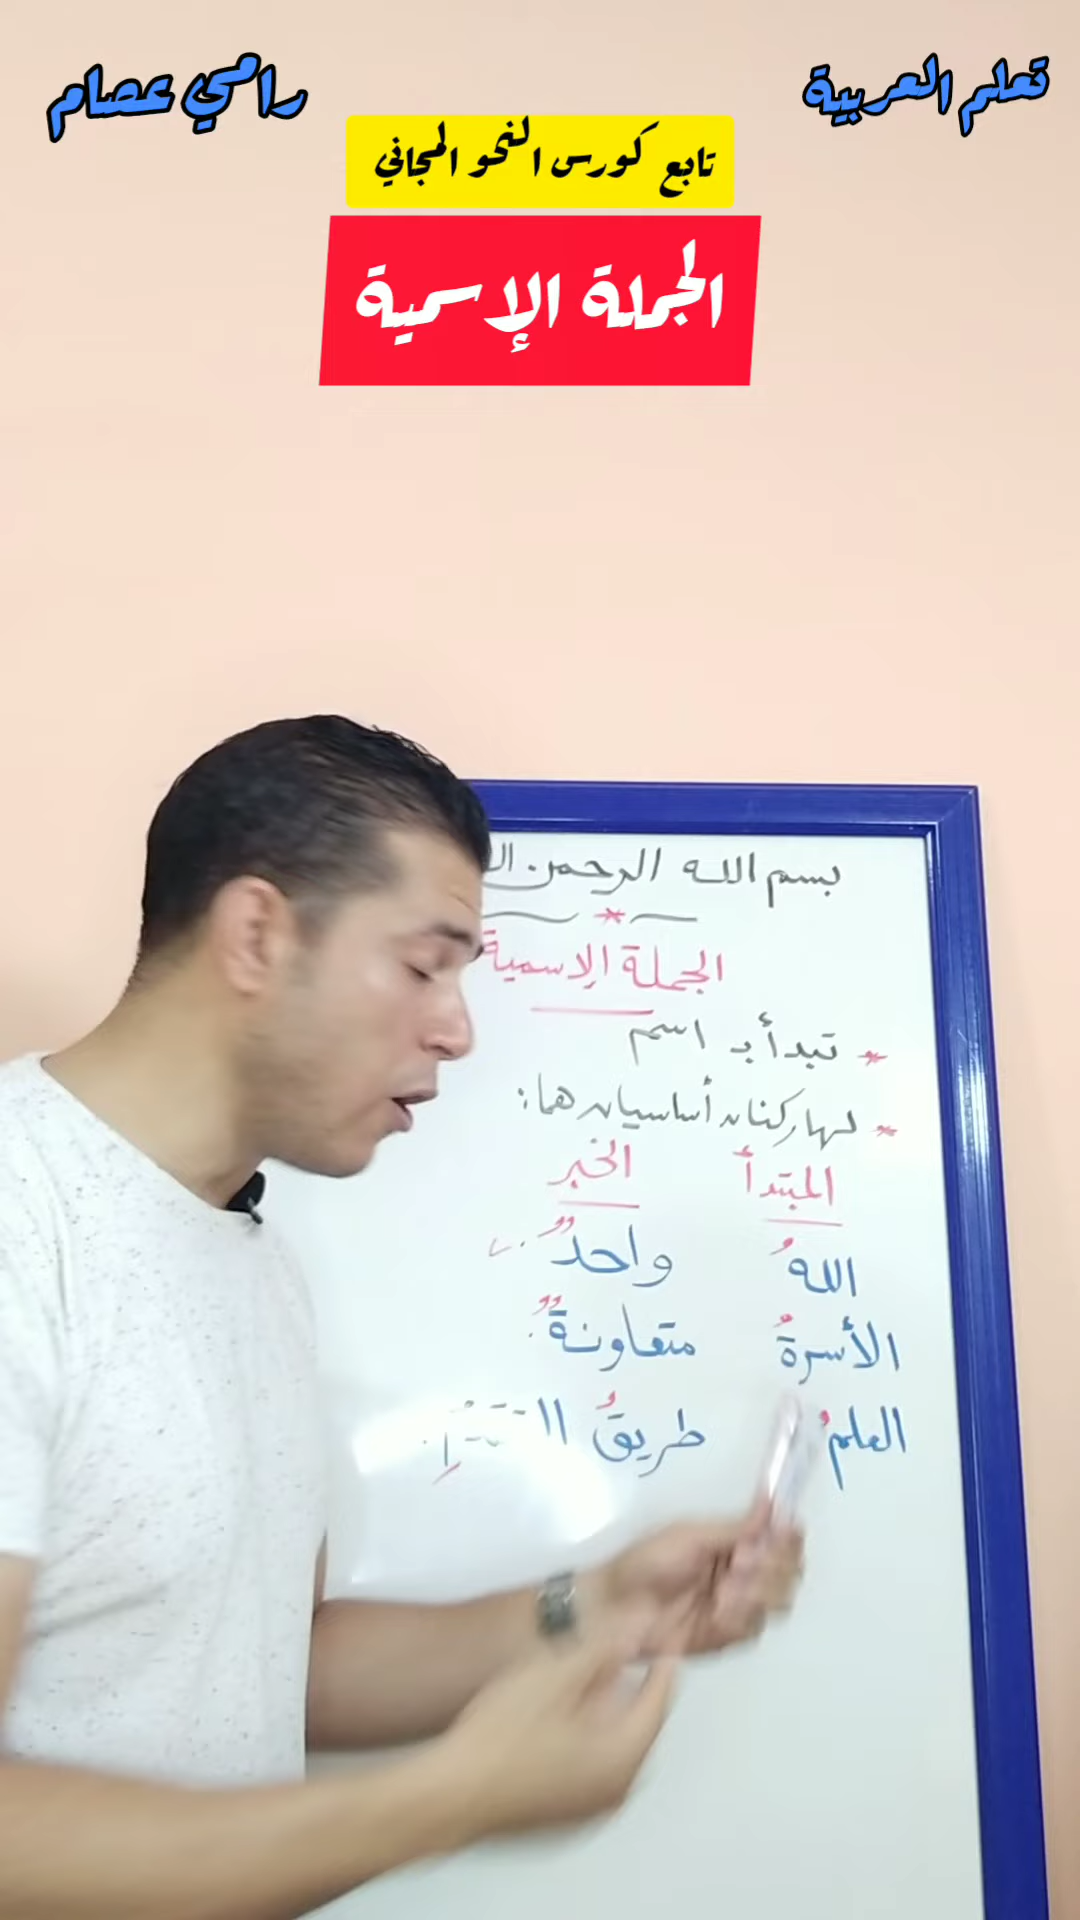 تعلم العربية
رامي عصام
تابع كورس النحو المجاني
الجملة الإسمية
بسم الله الرحمن
الجملة الإسمية
* تبدأ بـ اسم
* لها ركنان أساسيان هما:
المبتدأ الخبر
اللهُ واحدٌ.
الأسرةُ متعاونةٌ.
العلمُ طريقُ